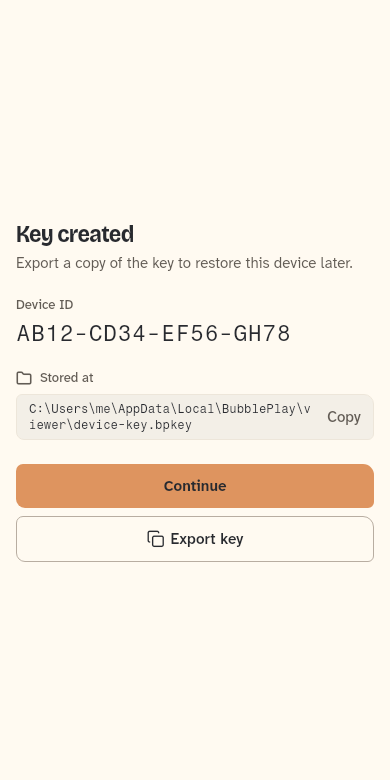 Key created
Export a copy of the key to restore this device later.
Device ID
AB12-CD34-EF56-GH78
Stored at
C:\Users\me\AppData\Local\BubblePlay\v
iewer\device-key.bpkey
Copy
Continue
Export key